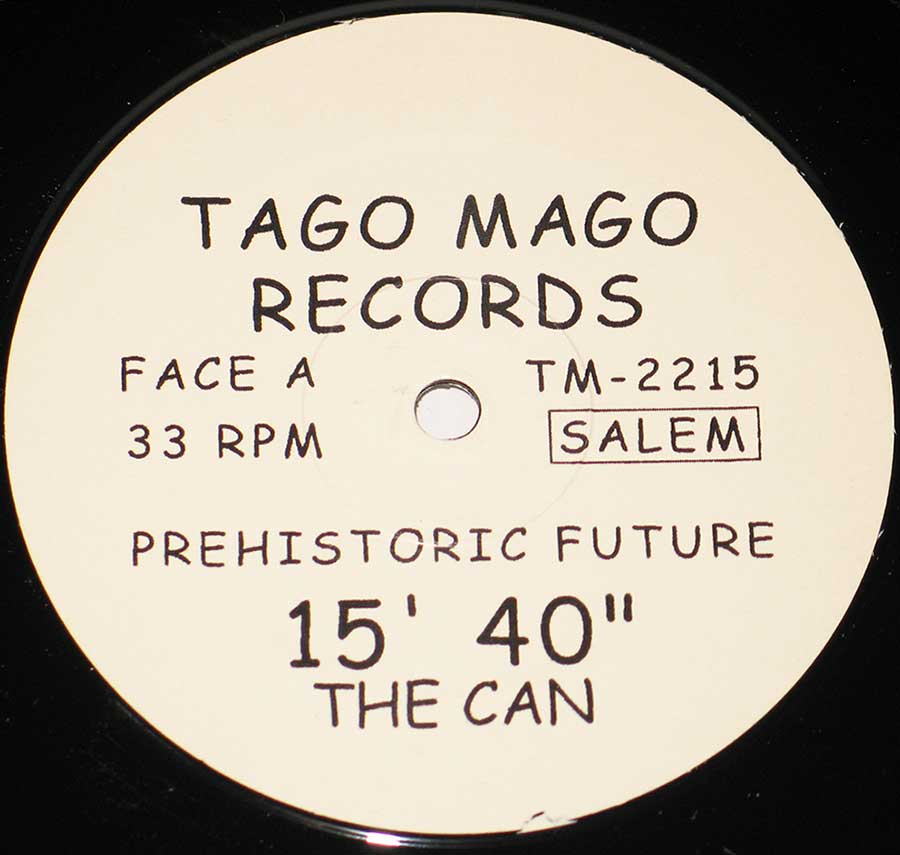 TAGO MAGO
RECORDS
FACE A TM-2215
33 RPM SALEM
PREHISTORIC FUTURE
15' 40"
THE CAN